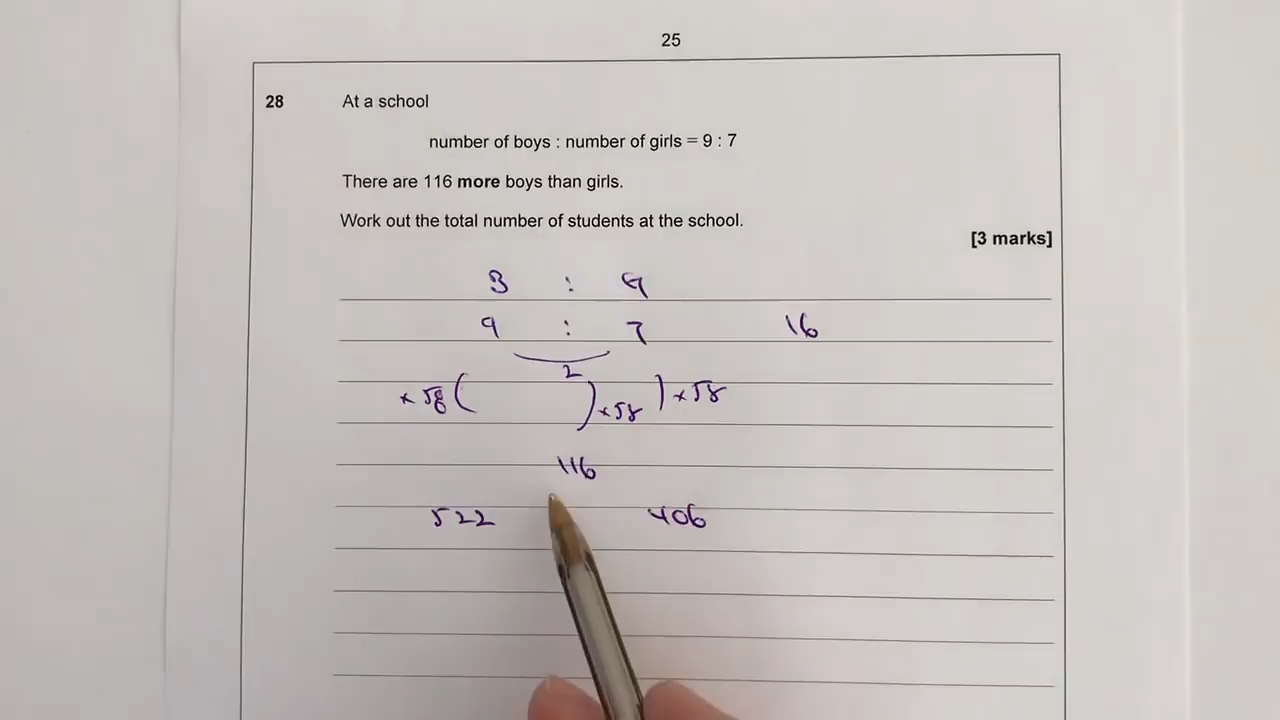 25
28 At a school
number of boys : number of girls = 9 : 7
There are 116 more boys than girls.
Work out the total number of students at the school.
[3 marks]
B : G
9 : 7 16
2
×58 ( ) ×58 ) ×58
116
522 406